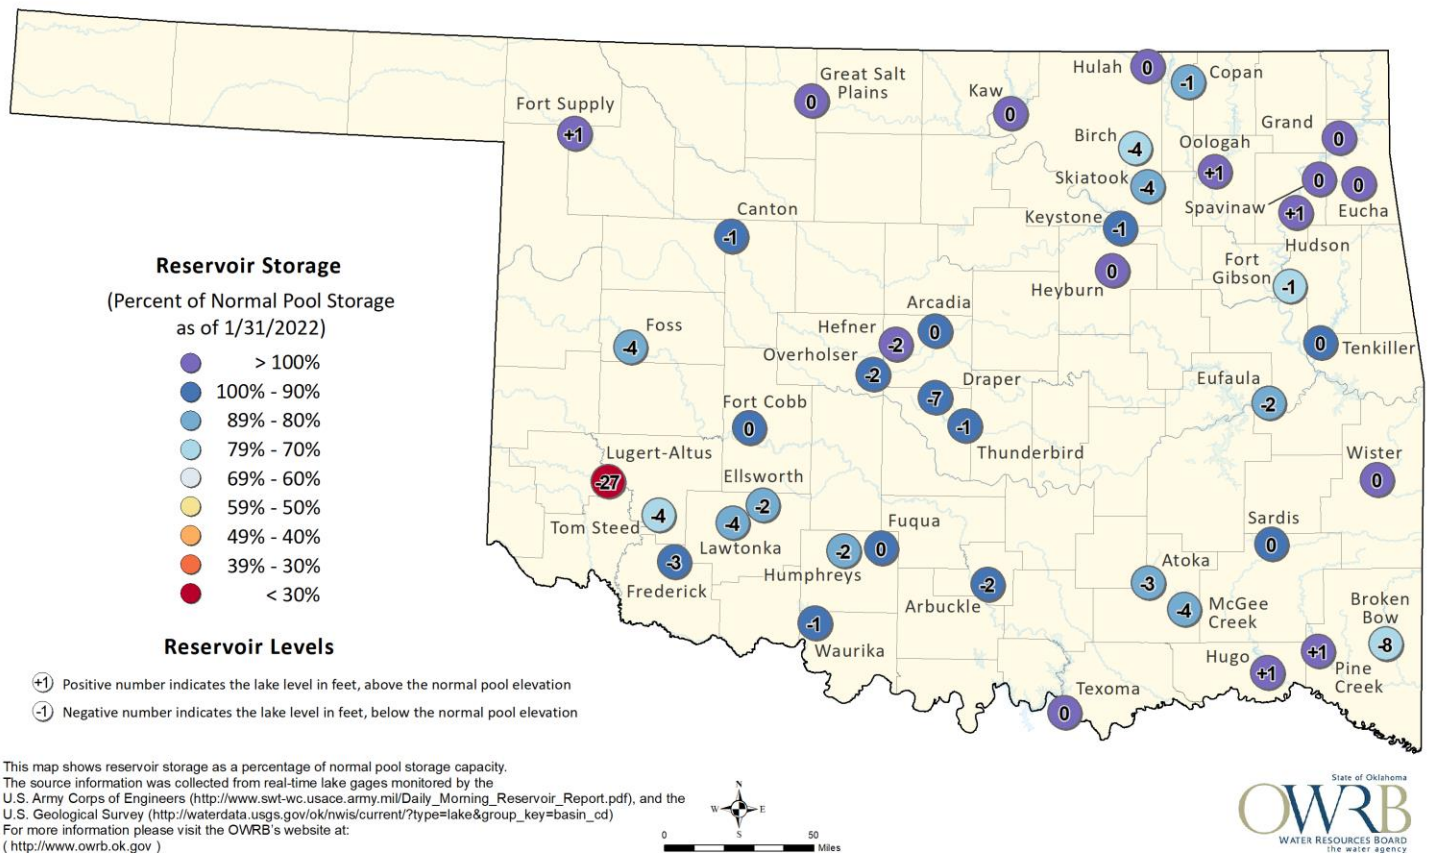 Hulah
0
-1
Copan
Great Salt
Plains
0
Kaw
0
Fort Supply
+1
Grand
0
Birch
-4
Oologah
+1
Skiatook
-4
0
0
Spavinaw
Eucha
+1
Hudson
Canton
-1
Keystone
-1
Fort
Gibson
-1
Heyburn
0
Reservoir Storage
(Percent of Normal Pool Storage
as of 1/31/2022)
> 100%
100% - 90%
89% - 80%
79% - 70%
69% - 60%
59% - 50%
49% - 40%
39% - 30%
< 30%
Foss
-4
Arcadia
0
Hefner
-2
Overholser
-2
0
Tenkiller
Draper
-7
Eufaula
-2
Fort Cobb
0
-1
Thunderbird
Lugert-Altus
-27
Wister
0
Ellsworth
-2
Tom Steed
-4
-4
Lawtonka
Fuqua
0
-2
Humphreys
Sardis
0
-3
Frederick
Atoka
-3
-2
Arbuckle
-4
McGee
Creek
Broken
Bow
-8
-1
Waurika
Hugo
+1
+1
Pine
Creek
Texoma
0
Reservoir Levels
+1 Positive number indicates the lake level in feet, above the normal pool elevation
-1 Negative number indicates the lake level in feet, below the normal pool elevation
This map shows reservoir storage as a percentage of normal pool storage capacity.
The source information was collected from real-time lake gages monitored by the
U.S. Army Corps of Engineers (http://www.swt-wc.usace.army.mil/Daily_Morning_Reservoir_Report.pdf), and the
U.S. Geological Survey (http://waterdata.usgs.gov/ok/nwis/current/?type=lake&group_key=basin_cd)
For more information please visit the OWRB's website at:
( http://www.owrb.ok.gov )
N
W E
S
0 50
Miles
State of Oklahoma
OWRB
WATER RESOURCES BOARD
the water agency